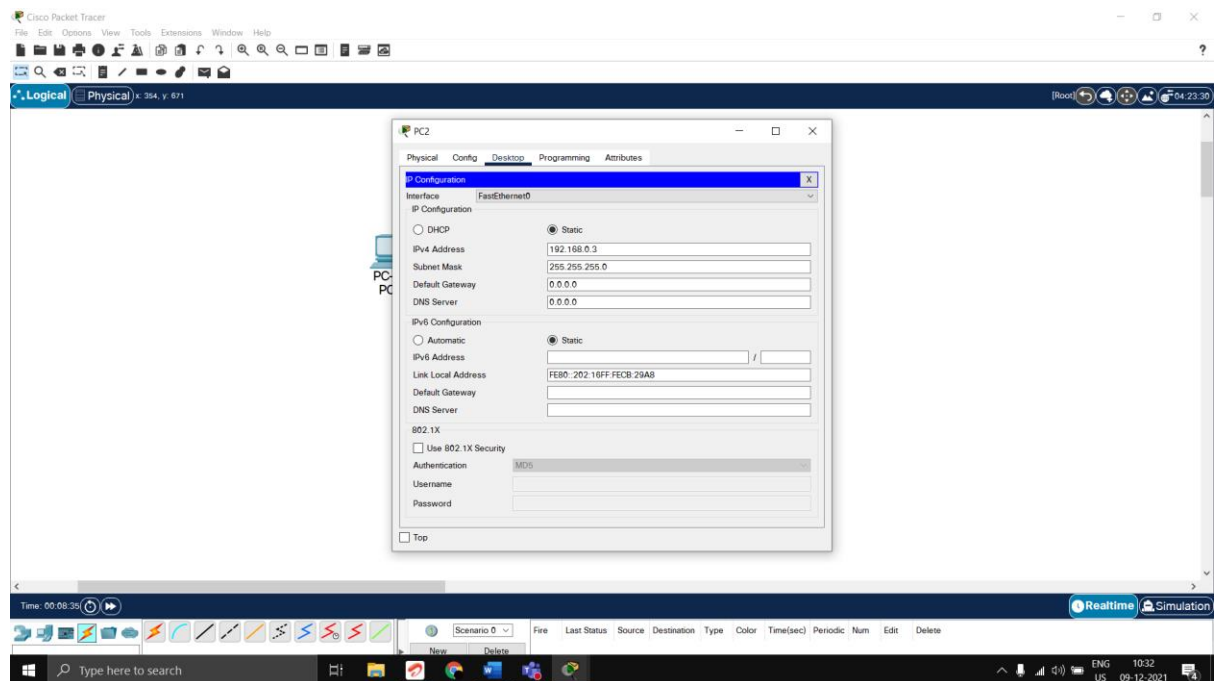 Cisco Packet Tracer
File Edit Options View Tools Extensions Window Help
?
Logical Physical x: 354, y: 671 [Root] 04:23:30
PC2
Physical Config Desktop Programming Attributes
IP Configuration X
Interface FastEthernet0
IP Configuration
DHCP Static
IPv4 Address 192.168.0.3
Subnet Mask 255.255.255.0
Default Gateway 0.0.0.0
DNS Server 0.0.0.0
IPv6 Configuration
Automatic Static
IPv6 Address /
Link Local Address FE80::202:16FF:FECB:29A8
Default Gateway
DNS Server
802.1X
Use 802.1X Security
Authentication MD5
Username
Password
Top
PC-
PC
Time: 00:08:35 Realtime Simulation
Scenario 0 Fire Last Status Source Destination Type Color Time(sec) Periodic Num Edit Delete
New Delete
Type here to search ENG 10:32
US 09-12-2021 4